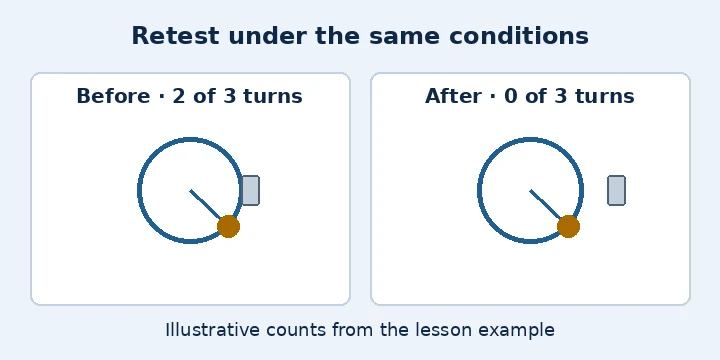 Retest under the same conditions
Before · 2 of 3 turns
After · 0 of 3 turns
Illustrative counts from the lesson example